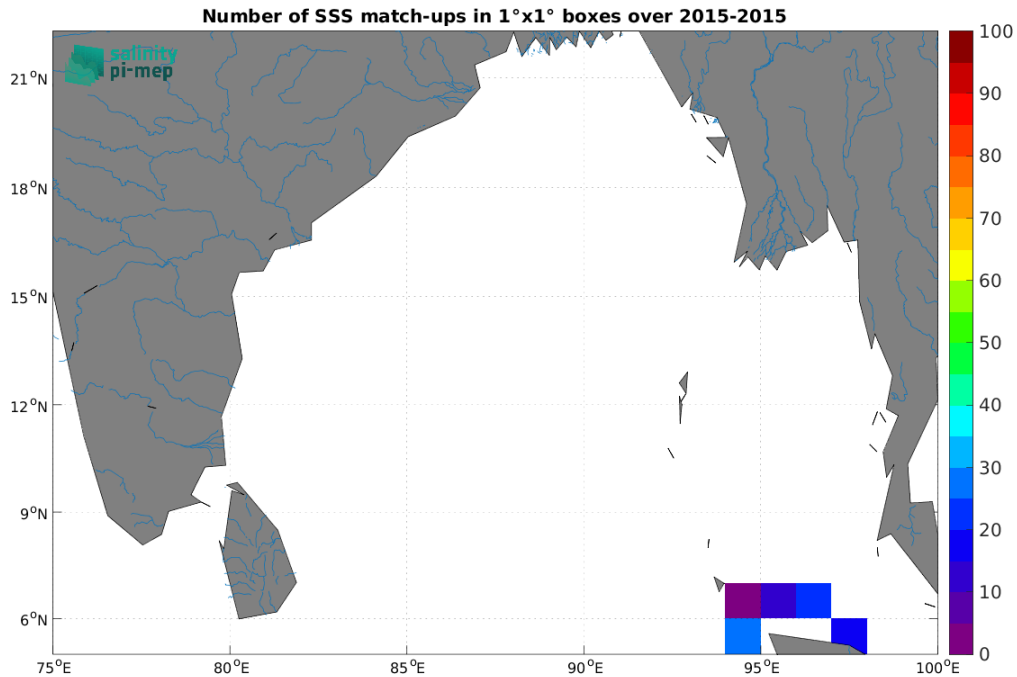 Number of SSS match-ups in 1°x1° boxes over 2015-2015
salinity
pi-mep
21°N
18°N
15°N
12°N
9°N
6°N
75°E
80°E
85°E
90°E
95°E
100°E
100
90
80
70
60
50
40
30
20
10
0